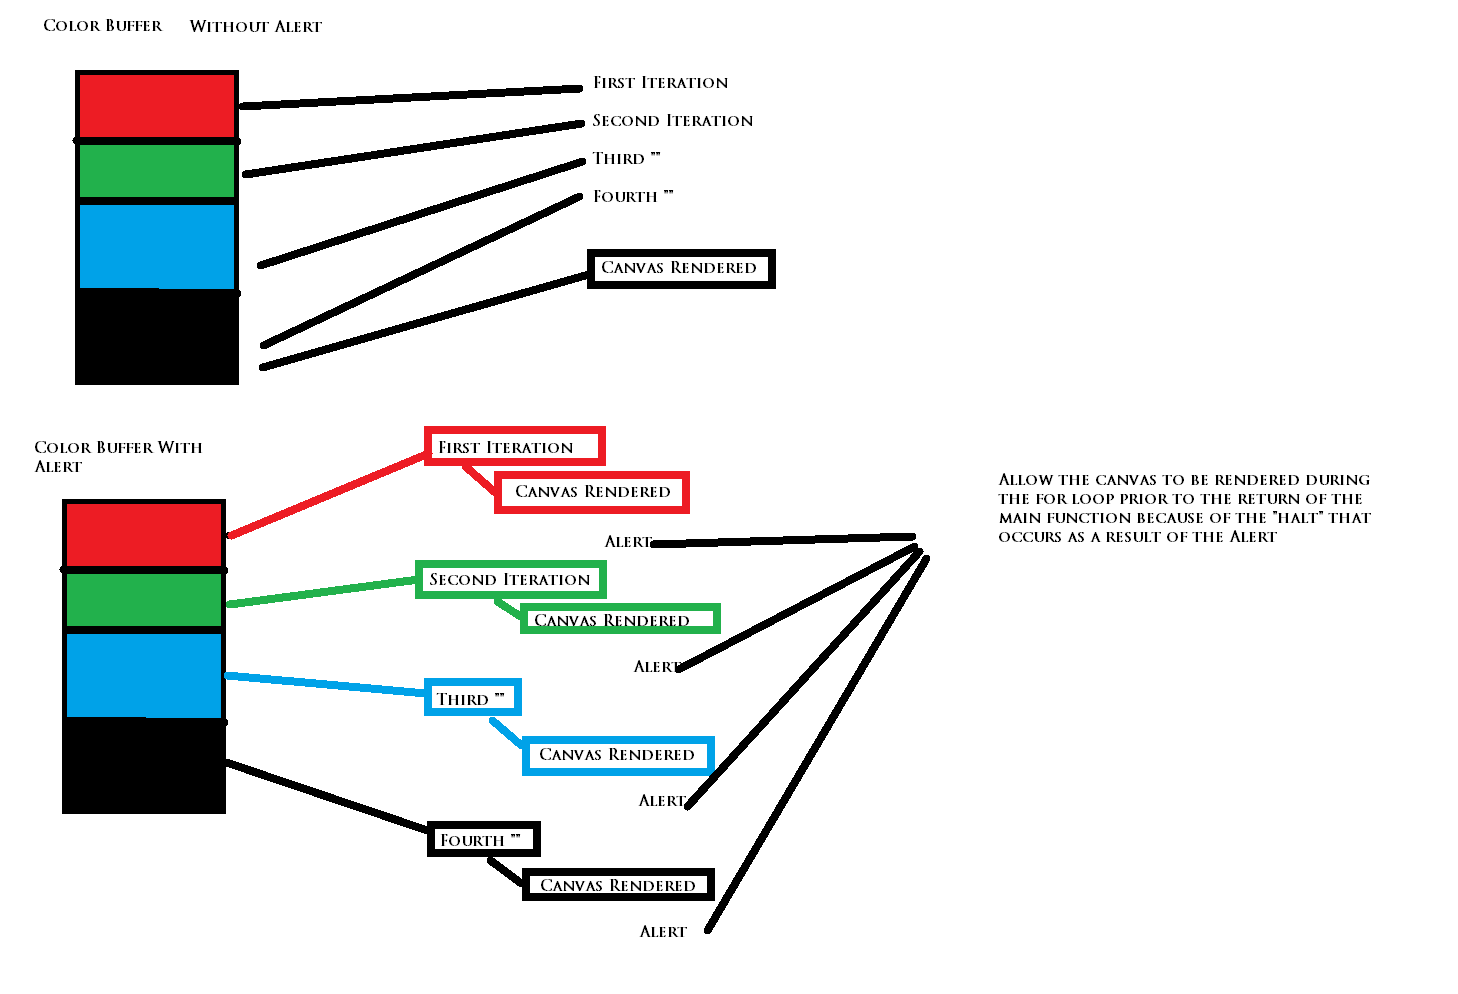 Color Buffer Without Alert
First Iteration
Second Iteration
Third ""
Fourth ""
Canvas Rendered
Color Buffer With
Alert
First Iteration
Canvas Rendered
Alert
Second Iteration
Canvas Rendered
Alert
Third ""
Canvas Rendered
Alert
Fourth ""
Canvas Rendered
Alert
Allow the canvas to be rendered during
the for loop prior to the return of the
main function because of the "halt" that
occurs as a result of the Alert